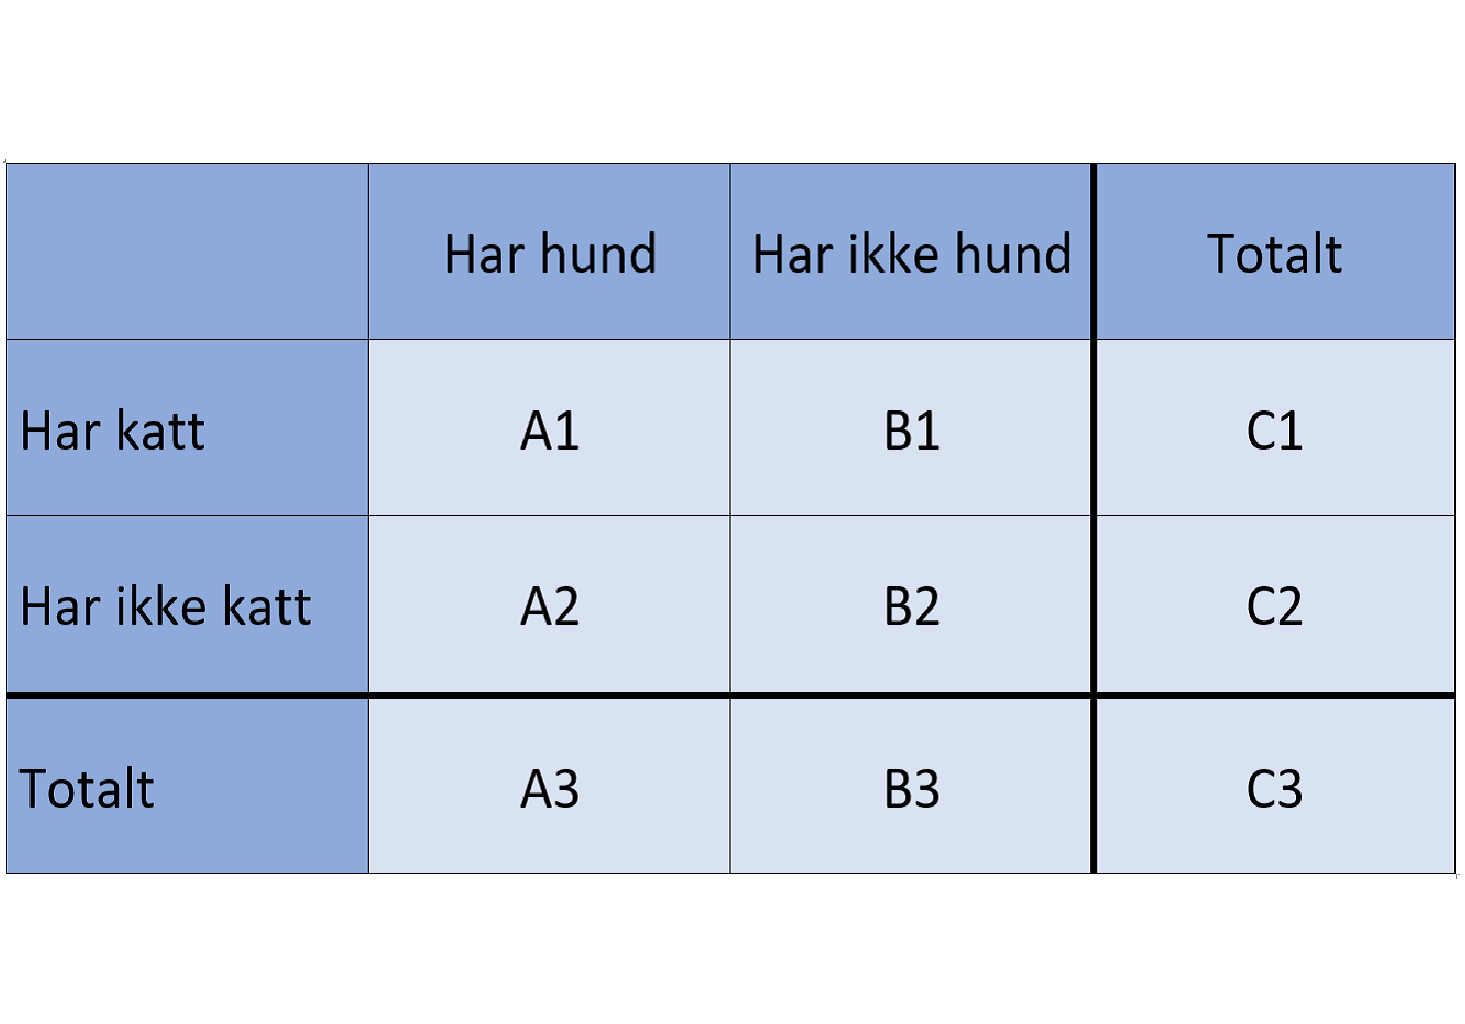 Har hund Har ikke hund Totalt
Har katt A1 B1 C1
Har ikke katt A2 B2 C2
Totalt A3 B3 C3